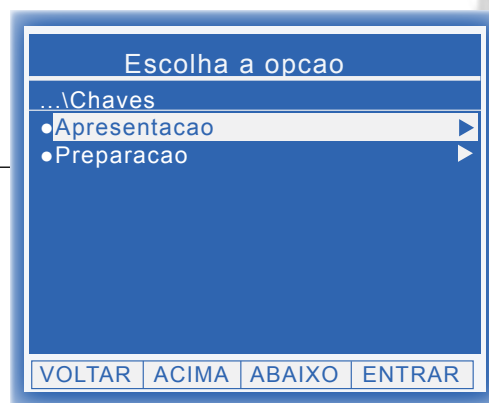 Escolha a opcao
...\Chaves
●Apresentacao ▶
●Preparacao ▶
VOLTAR ACIMA ABAIXO ENTRAR